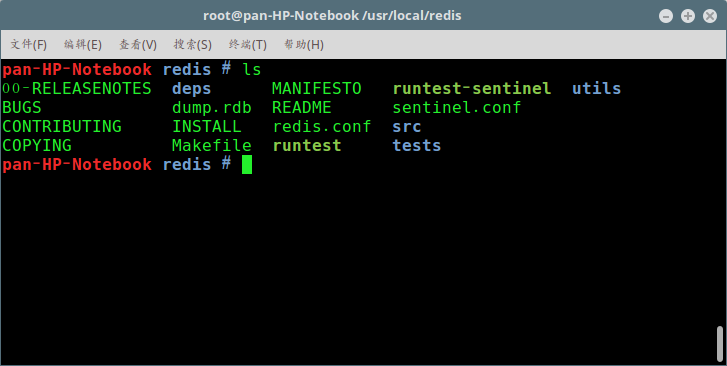 root@pan-HP-Notebook /usr/local/redis
文件(F) 编辑(E) 查看(V) 搜索(S) 终端(T) 帮助(H)
pan-HP-Notebook redis # ls
00-RELEASENOTES deps MANIFESTO runtest-sentinel utils
BUGS dump.rdb README sentinel.conf
CONTRIBUTING INSTALL redis.conf src
COPYING Makefile runtest tests
pan-HP-Notebook redis #